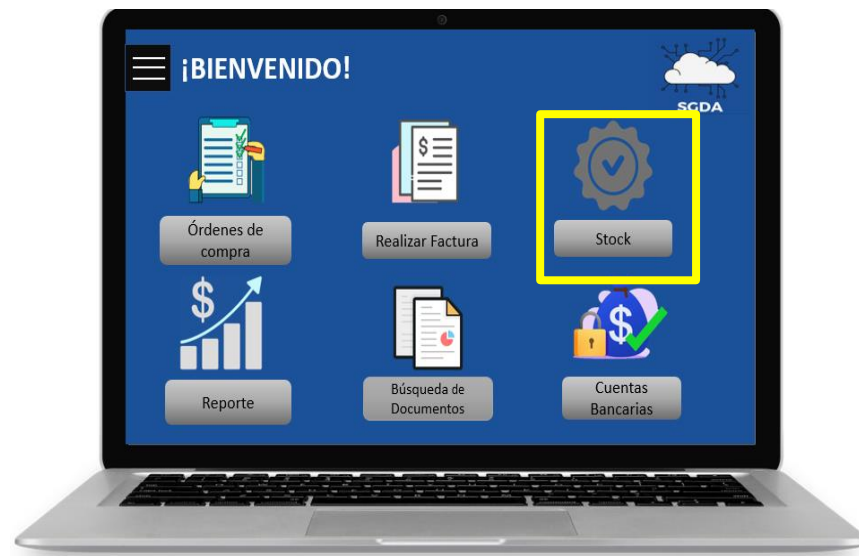 ¡BIENVENIDO!
SGDA
Órdenes de
compra
Realizar Factura
Stock
Reporte
Búsqueda de
Documentos
Cuentas
Bancarias